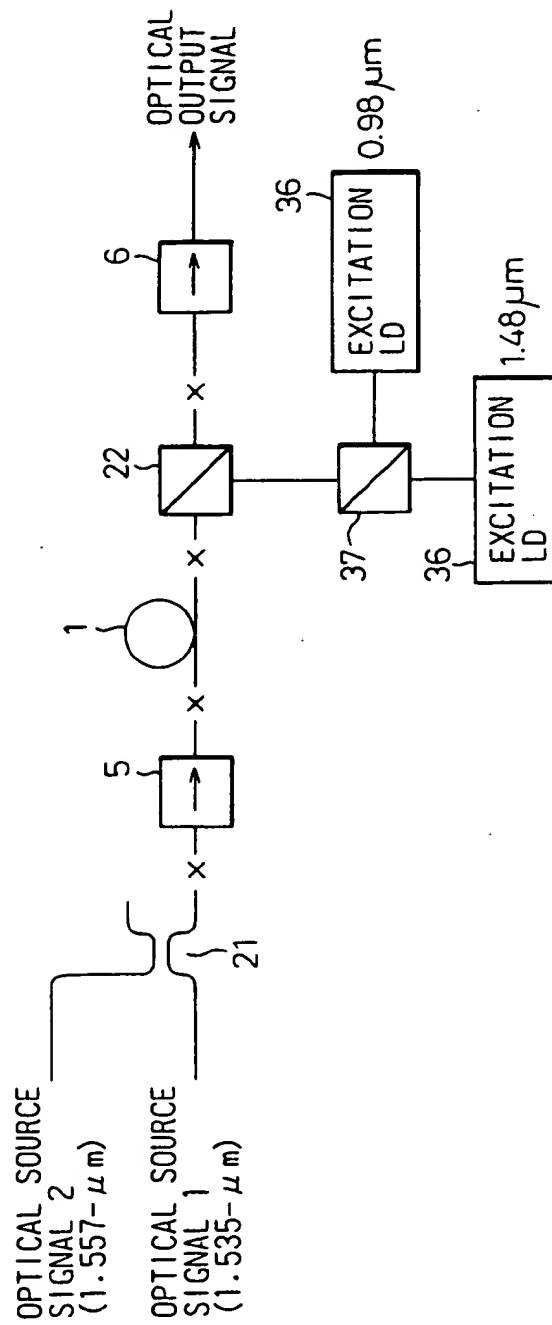 OPTICAL SOURCE
SIGNAL 2
(1.557-μm)
OPTICAL SOURCE
SIGNAL 1
(1.535-μm)
21
5
1
22
6
OPTICAL
OUTPUT
SIGNAL
37
36
EXCITATION
LD
0.98μm
36
EXCITATION
LD
1.48μm